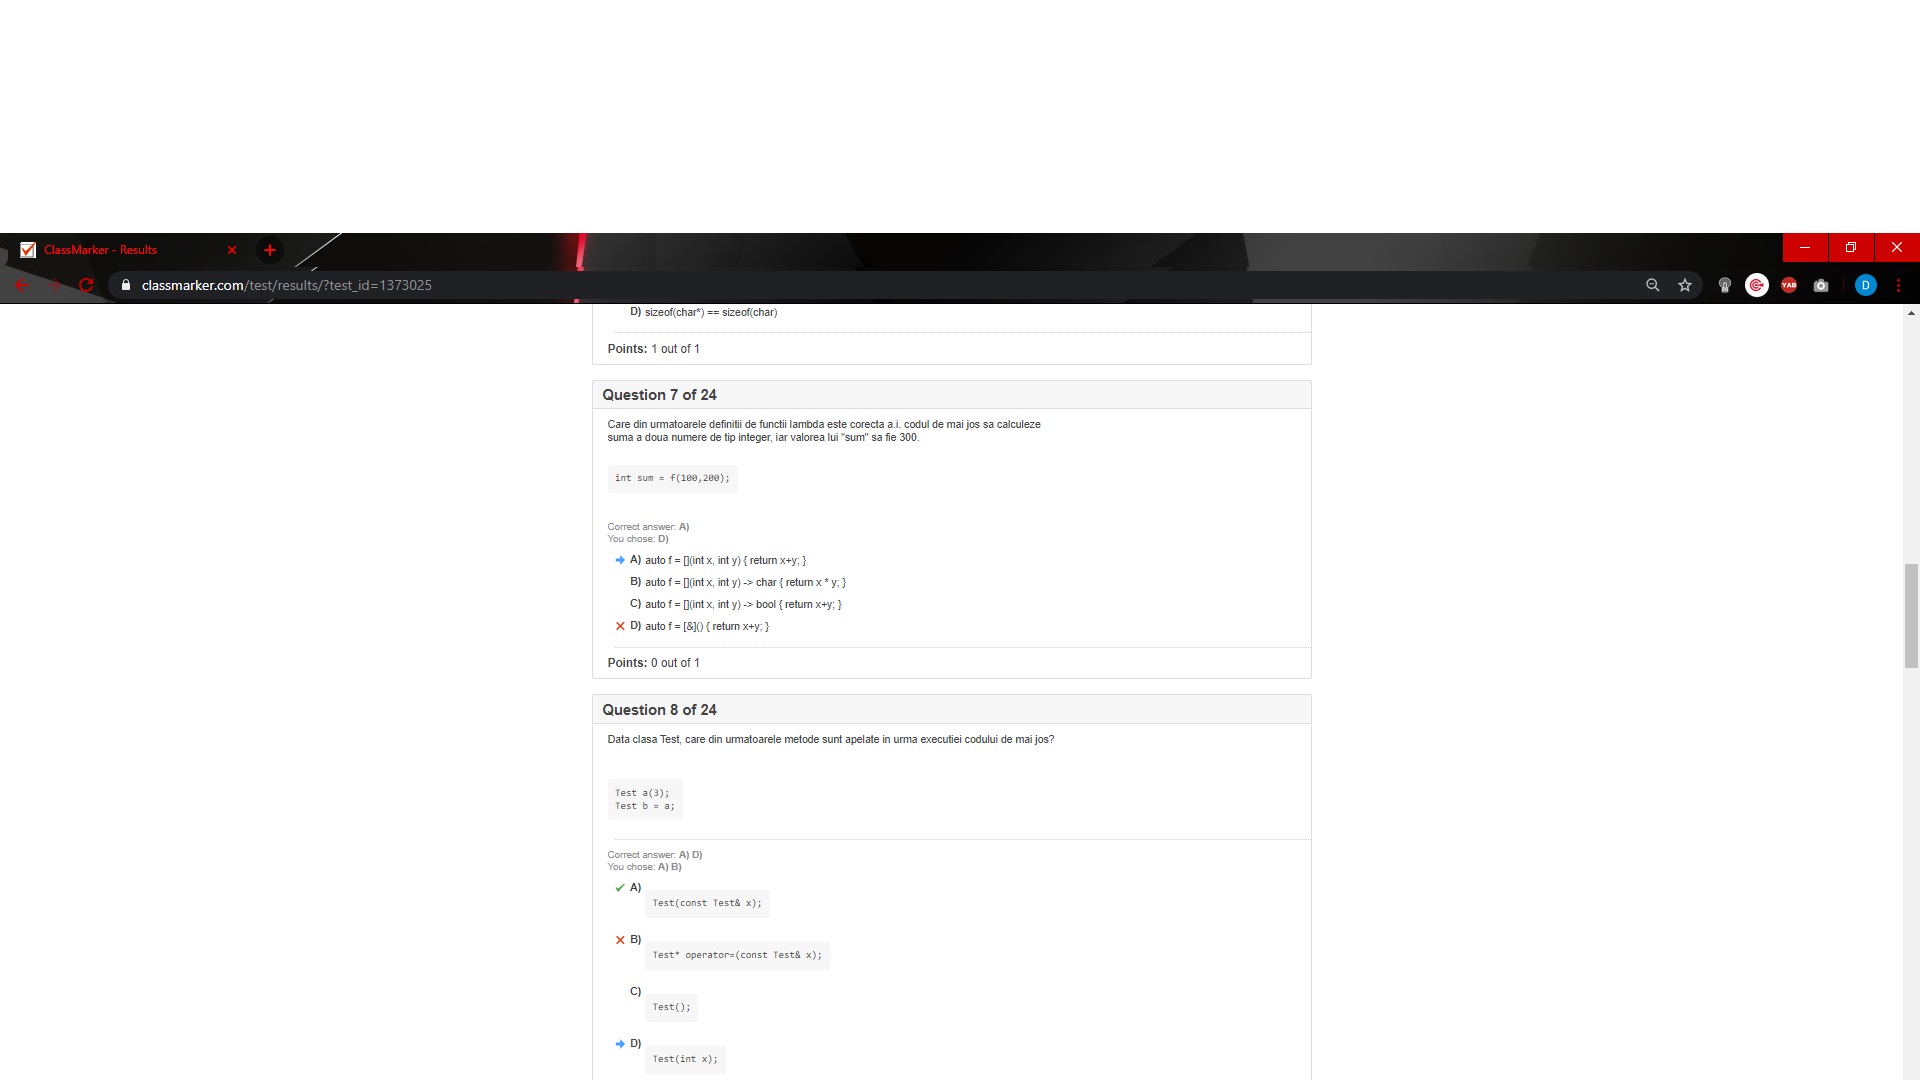 ClassMarker - Results
classmarker.com/test/results/?test_id=1373025
YAB
D
D) sizeof(char*) == sizeof(char)
Points: 1 out of 1
Question 7 of 24
Care din urmatoarele definitii de functii lambda este corecta a.i. codul de mai jos sa calculeze
suma a doua numere de tip integer, iar valorea lui "sum" sa fie 300.
int sum = f(100,200);
Correct answer: A)
You chose: D)
A) auto f = [](int x, int y) { return x+y; }
B) auto f = [](int x, int y) -> char { return x * y; }
C) auto f = [](int x, int y) -> bool { return x+y; }
D) auto f = [&]() { return x+y; }
Points: 0 out of 1
Question 8 of 24
Data clasa Test, care din urmatoarele metode sunt apelate in urma executiei codului de mai jos?
Test a(3);
Test b = a;
Correct answer: A) D)
You chose: A) B)
A)
Test(const Test& x);
B)
Test* operator=(const Test& x);
C)
Test();
D)
Test(int x);